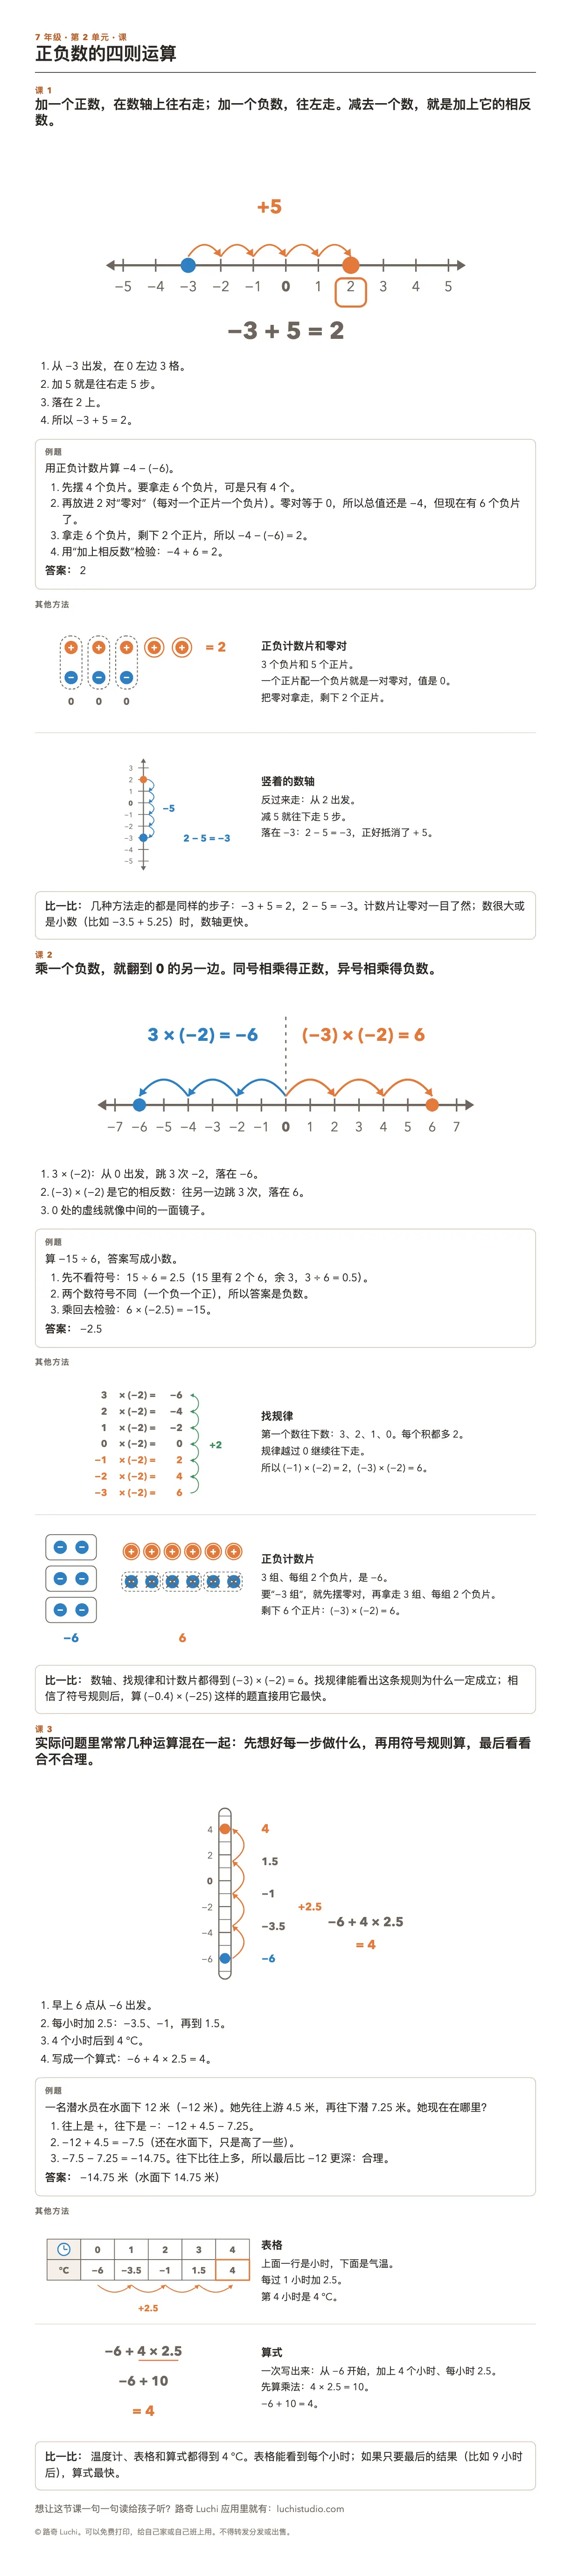 7 年级 · 第 2 单元 · 课
正负数的四则运算
课 1
加一个正数，在数轴上往右走；加一个负数，往左走。减去一个数，就是加上它的相反
数。
+5
−5 −4 −3 −2 −1 0 1 2 3 4 5
−3 + 5 = 2
1. 从 −3 出发，在 0 左边 3 格。
2. 加 5 就是往右走 5 步。
3. 落在 2 上。
4. 所以 −3 + 5 = 2。
例题
用正负计数片算 −4 − (−6)。
1. 先摆 4 个负片。要拿走 6 个负片，可是只有 4 个。
2. 再放进 2 对“零对”（每对一个正片一个负片）。零对等于 0，所以总值还是 −4，但现在有 6 个负片
了。
3. 拿走 6 个负片，剩下 2 个正片，所以 −4 − (−6) = 2。
4. 用“加上相反数”检验：−4 + 6 = 2。
答案： 2
其他方法
+ + + + + = 2
− − −
0 0 0
正负计数片和零对
3 个负片和 5 个正片。
一个正片配一个负片就是一对零对，值是 0。
把零对拿走，剩下 2 个正片。
3
2
1
0
−1
−2
−3
−4
−5
−5
2 − 5 = −3
竖着的数轴
反过来走：从 2 出发。
减 5 就往下走 5 步。
落在 −3：2 − 5 = −3，正好抵消了 + 5。
比一比： 几种方法走的都是同样的步子：−3 + 5 = 2，2 − 5 = −3。计数片让零对一目了然；数很大或
是小数（比如 −3.5 + 5.25）时，数轴更快。
课 2
乘一个负数，就翻到 0 的另一边。同号相乘得正数，异号相乘得负数。
3 × (−2) = −6 (−3) × (−2) = 6
−7 −6 −5 −4 −3 −2 −1 0 1 2 3 4 5 6 7
1. 3 × (−2)：从 0 出发，跳 3 次 −2，落在 −6。
2. (−3) × (−2) 是它的相反数：往另一边跳 3 次，落在 6。
3. 0 处的虚线就像中间的一面镜子。
例题
算 −15 ÷ 6，答案写成小数。
1. 先不看符号：15 ÷ 6 = 2.5（15 里有 2 个 6，余 3，3 ÷ 6 = 0.5）。
2. 两个数符号不同（一个负一个正），所以答案是负数。
3. 乘回去检验：6 × (−2.5) = −15。
答案： −2.5
其他方法
3 × (−2) = −6
2 × (−2) = −4
1 × (−2) = −2
0 × (−2) = 0
−1 × (−2) = 2
−2 × (−2) = 4
−3 × (−2) = 6
+2
找规律
第一个数往下数：3、2、1、0。每个积都多 2。
规律越过 0 继续往下走。
所以 (−1) × (−2) = 2，(−3) × (−2) = 6。
− −
− −
− −
−6
+ + + + + +
− − − − − −
6
正负计数片
3 组、每组 2 个负片，是 −6。
要“−3 组”，就先摆零对，再拿走 3 组、每组 2 个负片。
剩下 6 个正片：(−3) × (−2) = 6。
比一比： 数轴、找规律和计数片都得到 (−3) × (−2) = 6。找规律能看出这条规则为什么一定成立；相
信了符号规则后，算 (−0.4) × (−25) 这样的题直接用它最快。
课 3
实际问题里常常几种运算混在一起：先想好每一步做什么，再用符号规则算，最后看看
合不合理。
4
2
0
−2
−4
−6
4
1.5
−1
−3.5
−6
+2.5
−6 + 4 × 2.5
= 4
1. 早上 6 点从 −6 出发。
2. 每小时加 2.5：−3.5、−1，再到 1.5。
3. 4 个小时后到 4 °C。
4. 写成一个算式：−6 + 4 × 2.5 = 4。
例题
一名潜水员在水面下 12 米（−12 米）。她先往上游 4.5 米，再往下潜 7.25 米。她现在在哪里？
1. 往上是 +，往下是 −：−12 + 4.5 − 7.25。
2. −12 + 4.5 = −7.5（还在水面下，只是高了一些）。
3. −7.5 − 7.25 = −14.75。往下比往上多，所以最后比 −12 更深：合理。
答案： −14.75 米（水面下 14.75 米）
其他方法
0 1 2 3 4
°C −6 −3.5 −1 1.5 4
+2.5
表格
上面一行是小时，下面是气温。
每过 1 小时加 2.5。
第 4 小时是 4 °C。
−6 + 4 × 2.5
−6 + 10
= 4
算式
一次写出来：从 −6 开始，加上 4 个小时、每小时 2.5。
先算乘法：4 × 2.5 = 10。
−6 + 10 = 4。
比一比： 温度计、表格和算式都得到 4 °C。表格能看到每个小时；如果只要最后的结果（比如 9 小时
后），算式最快。
想让这节课一句一句读给孩子听？路奇 Luchi 应用里就有：luchistudio.com
© 路奇 Luchi。可以免费打印，给自己家或自己班上用。不得转发分发或出售。